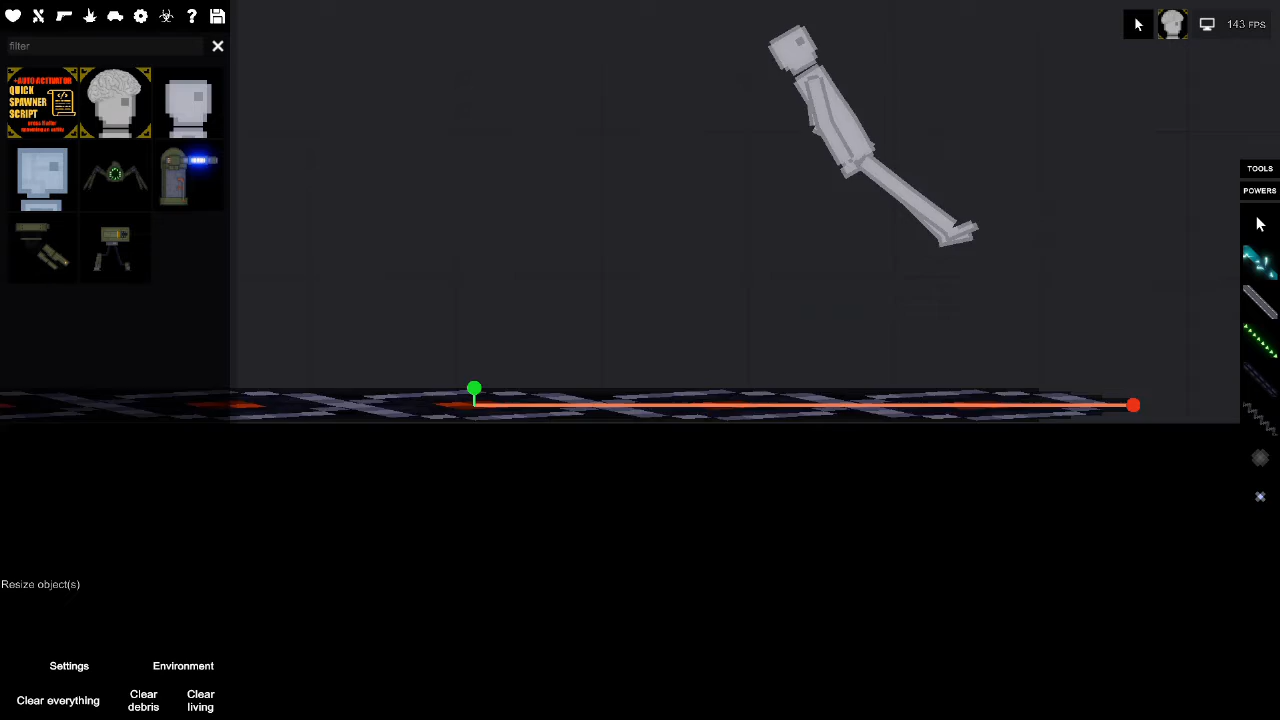 143 FPS
filter
+AUTO ACTIVATOR
QUICK
SPAWNER
SCRIPT
TOOLS
POWERS
Resize object(s)
Settings
Environment
Clear everything
Clear debris
Clear living